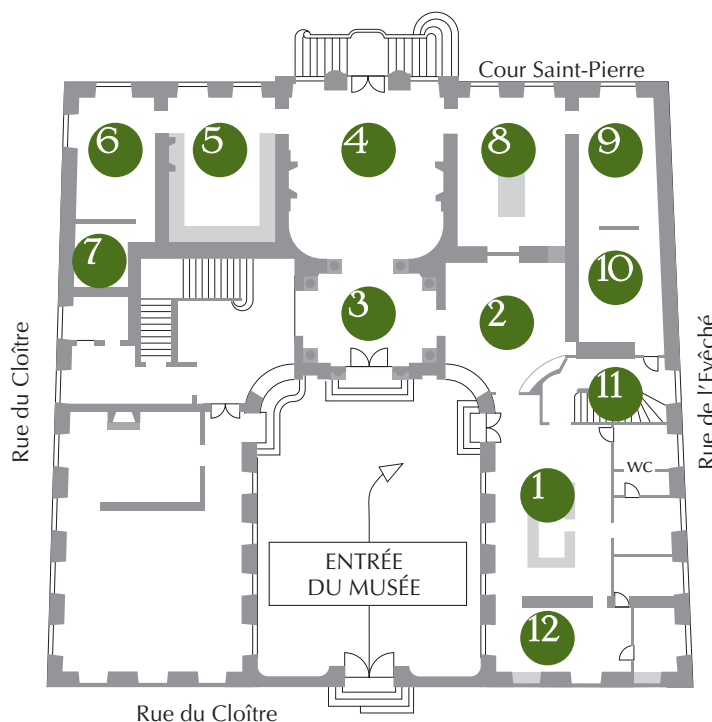 Cour Saint-Pierre
6
5
4
8
9
7
3
2
10
Rue du Cloître
Rue de l'Evêché
11
WC
1
ENTRÉE
DU MUSÉE
12
Rue du Cloître